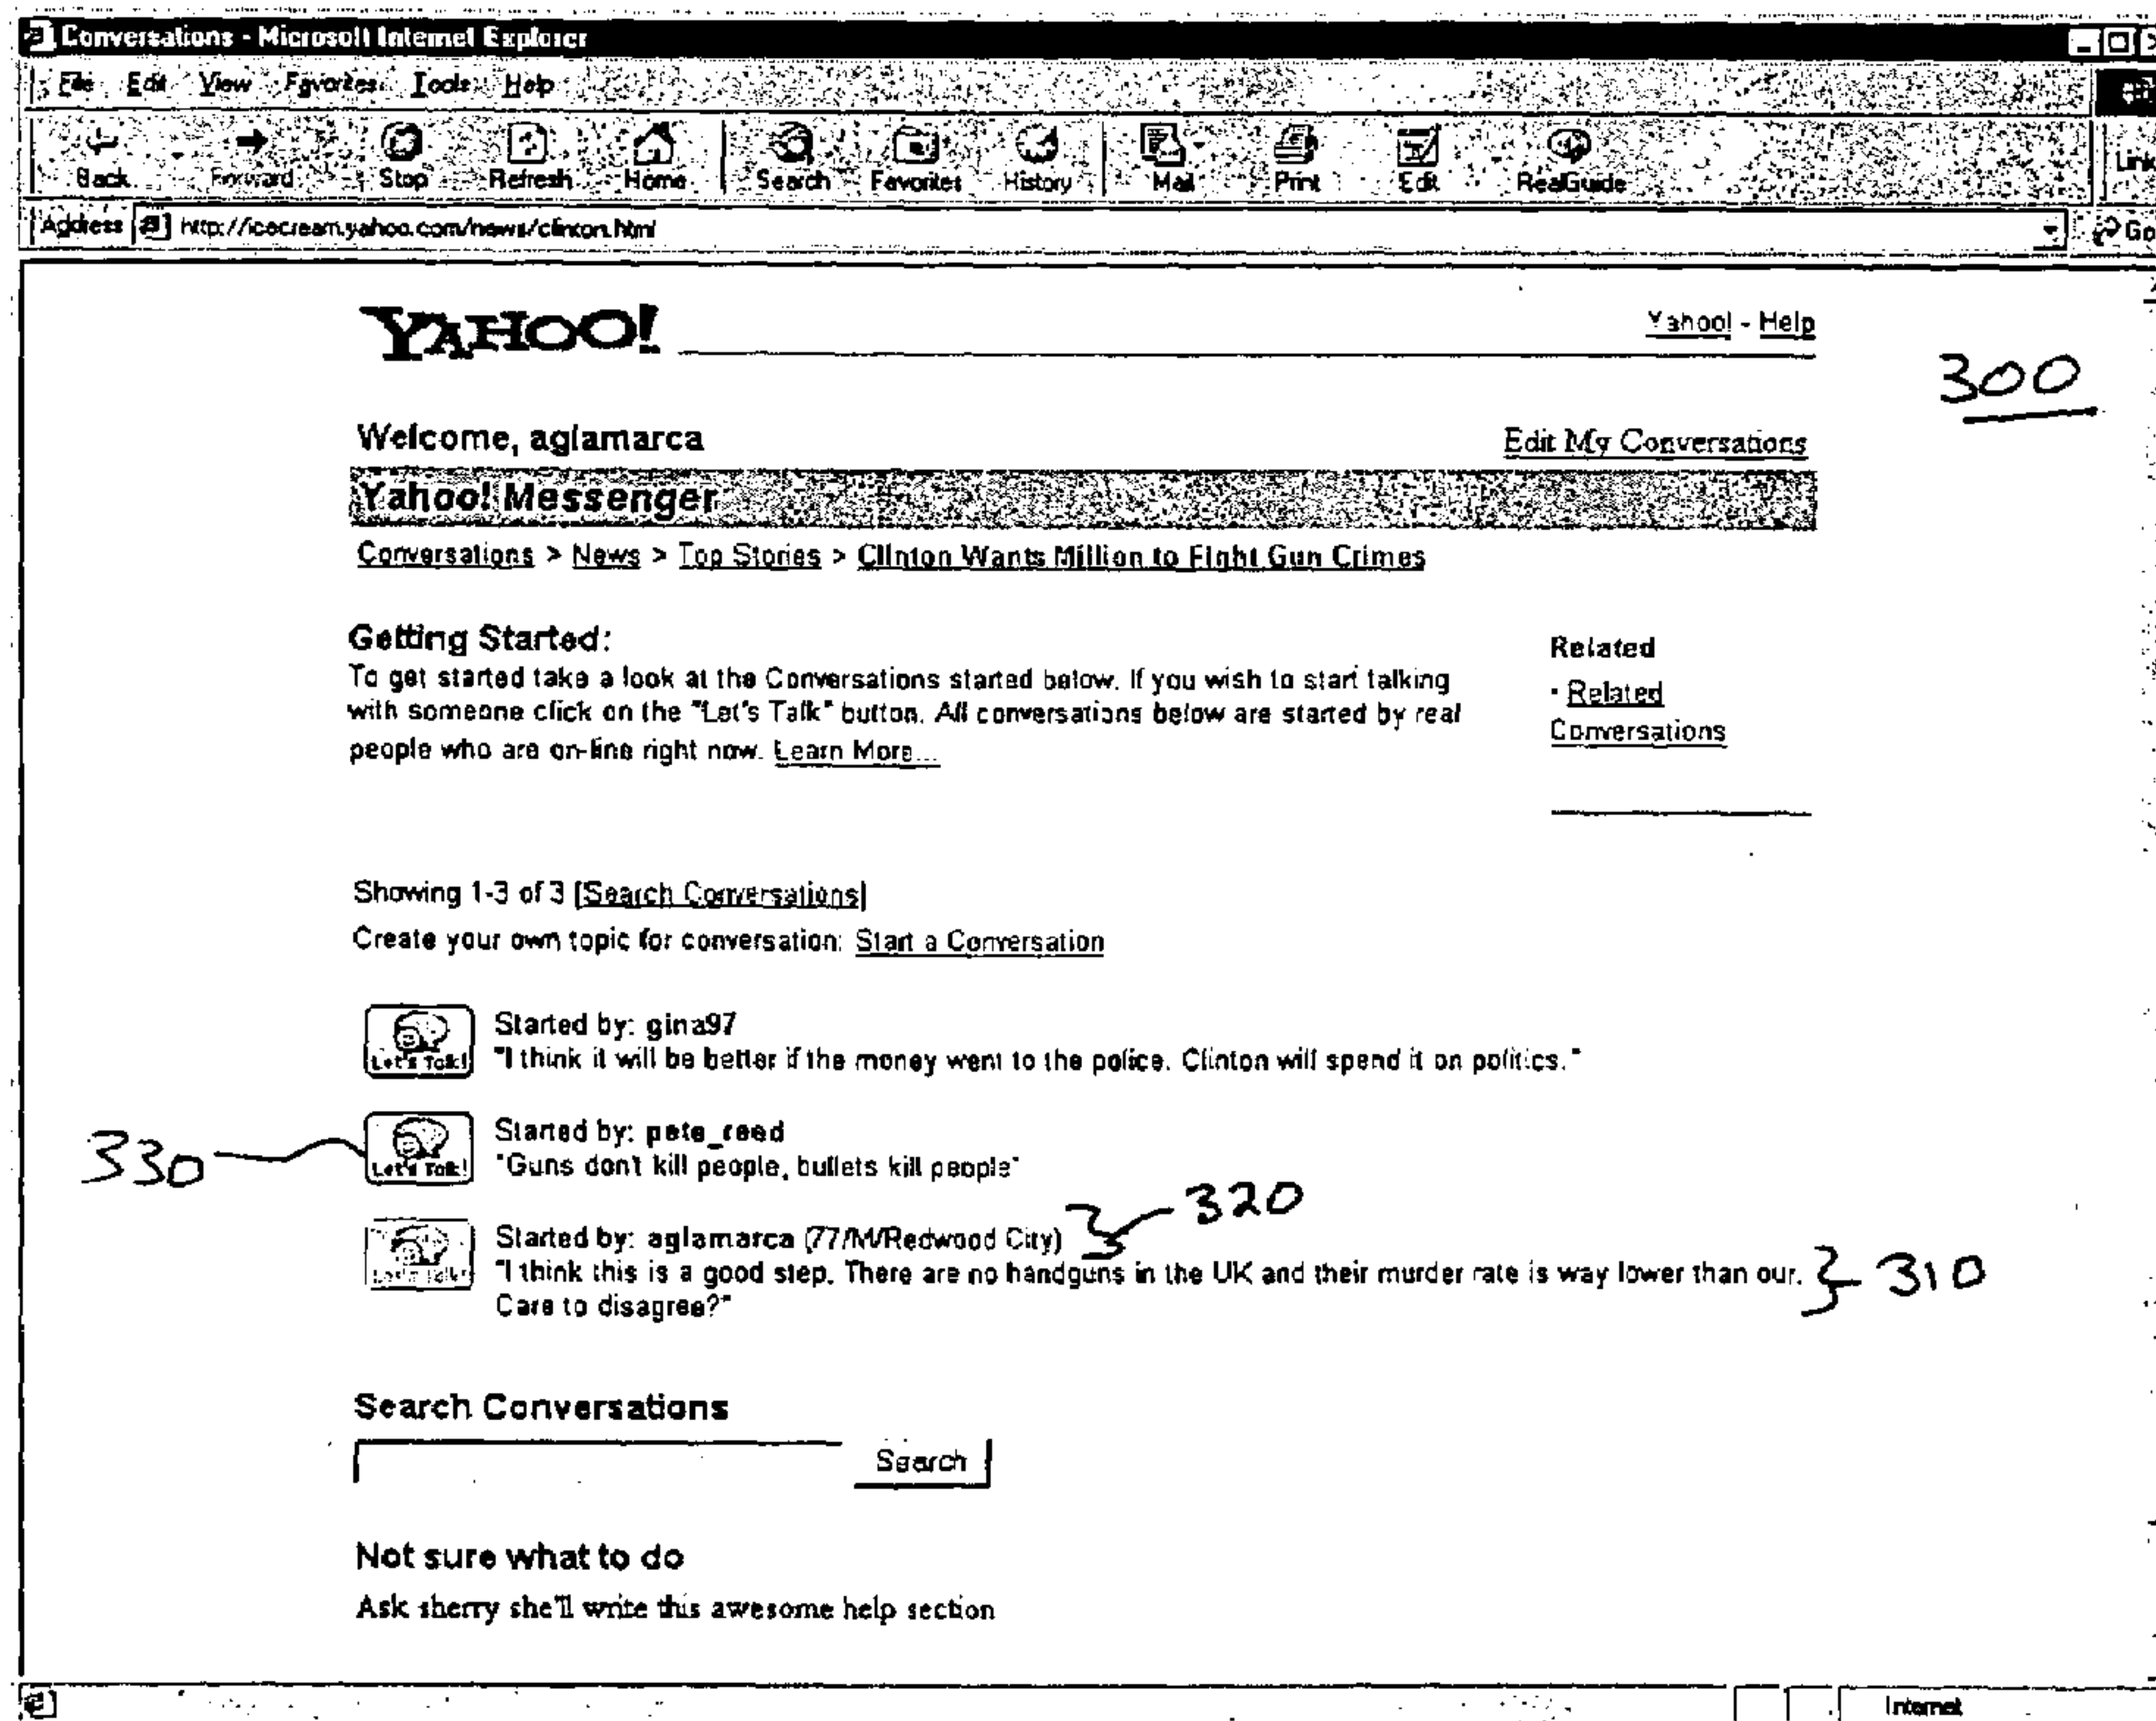 Conversations - Microsoft Internet Explorer
File Edit View Favorites Tools Help
Back Forward Stop Refresh Home Search Favorites History Mail Print Edit RealGuide Link
Address http://icecream.yahoo.com/news/clinton.html Go
YAHOO! Yahoo! - Help
300
Welcome, aglamarca Edit My Conversations
Yahoo! Messenger
Conversations > News > Top Stories > Clinton Wants Million to Fight Gun Crimes
Getting Started:
To get started take a look at the Conversations started below. If you wish to start talking
with someone click on the "Let's Talk" button. All conversations below are started by real
people who are on-line right now. Learn More...
Related
· Related
Conversations
Showing 1-3 of 3 [Search Conversations]
Create your own topic for conversation: Start a Conversation
Let's Talk! Started by: gina97
"I think it will be better if the money went to the police. Clinton will spend it on politics."
330 Let's Talk! Started by: pete_reed
"Guns don't kill people, bullets kill people"
320
Let's Talk! Started by: aglamarca (77/M/Redwood City)
"I think this is a good step. There are no handguns in the UK and their murder rate is way lower than our. 310
Care to disagree?"
Search Conversations
Search
Not sure what to do
Ask sherry she'll write this awesome help section
Internet